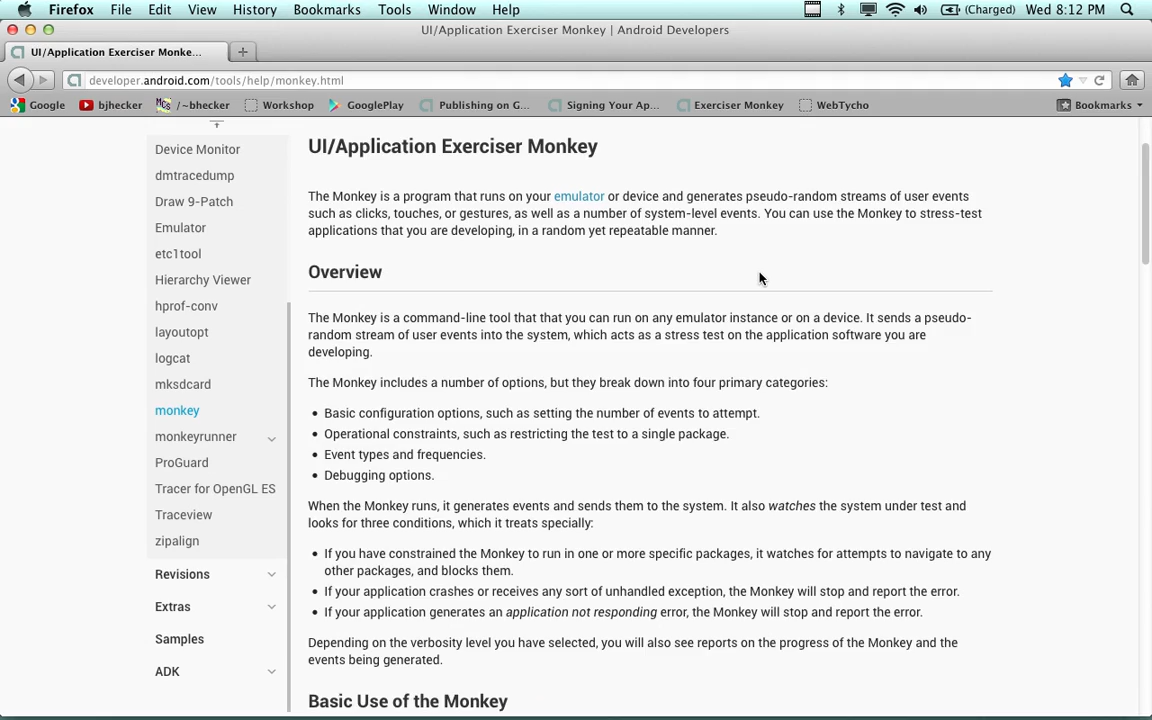 Firefox File Edit View History Bookmarks Tools Window Help (Charged) Wed 8:12 PM
UI/Application Exerciser Monkey | Android Developers
UI/Application Exerciser Monke...
developer.android.com/tools/help/monkey.html
Google bjhecker /~bhecker Workshop GooglePlay Publishing on G... Signing Your Ap... Exerciser Monkey WebTycho Bookmarks
Device Monitor
dmtracedump
Draw 9-Patch
Emulator
etc1tool
Hierarchy Viewer
hprof-conv
layoutopt
logcat
mksdcard
monkey
monkeyrunner
ProGuard
Tracer for OpenGL ES
Traceview
zipalign
Revisions
Extras
Samples
ADK
UI/Application Exerciser Monkey
The Monkey is a program that runs on your emulator or device and generates pseudo-random streams of user events
such as clicks, touches, or gestures, as well as a number of system-level events. You can use the Monkey to stress-test
applications that you are developing, in a random yet repeatable manner.
Overview
The Monkey is a command-line tool that that you can run on any emulator instance or on a device. It sends a pseudo-
random stream of user events into the system, which acts as a stress test on the application software you are
developing.
The Monkey includes a number of options, but they break down into four primary categories:
• Basic configuration options, such as setting the number of events to attempt.
• Operational constraints, such as restricting the test to a single package.
• Event types and frequencies.
• Debugging options.
When the Monkey runs, it generates events and sends them to the system. It also watches the system under test and
looks for three conditions, which it treats specially:
• If you have constrained the Monkey to run in one or more specific packages, it watches for attempts to navigate to any
other packages, and blocks them.
• If your application crashes or receives any sort of unhandled exception, the Monkey will stop and report the error.
• If your application generates an application not responding error, the Monkey will stop and report the error.
Depending on the verbosity level you have selected, you will also see reports on the progress of the Monkey and the
events being generated.
Basic Use of the Monkey